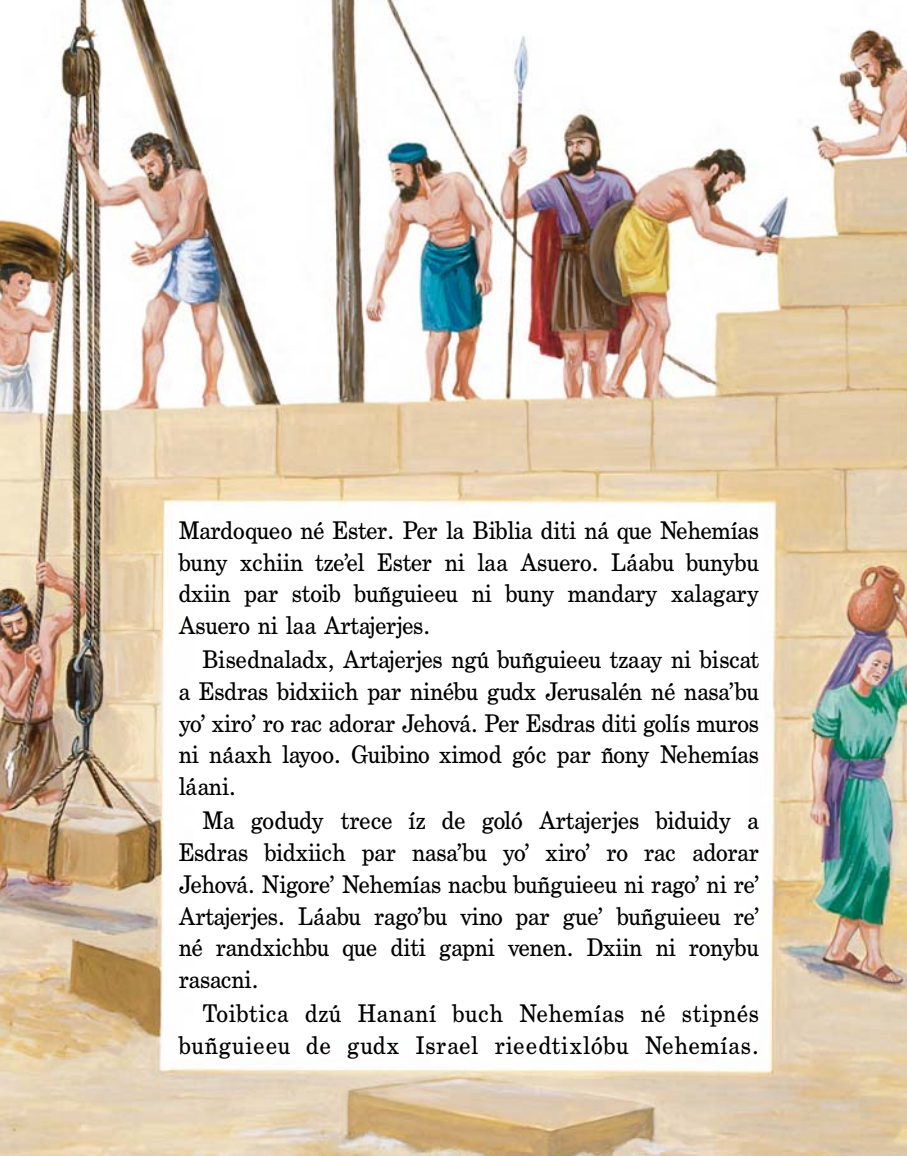 Mardoqueo né Ester. Per la Biblia diti ná que Nehemías
buny xchiin tze’el Ester ni laa Asuero. Láabu bunybu
dxiin par stoib buñguieeu ni buny mandary xalagary
Asuero ni laa Artajerjes.
Bisednaladx, Artajerjes ngú buñguieeu tzaay ni biscat
a Esdras bidxiich par ninébu gudx Jerusalén né nasa’bu
yo’ xiro’ ro rac adorar Jehová. Per Esdras diti golís muros
ni náaxh layoo. Guibino ximod góc par ñony Nehemías
láani.
Ma godudy trece íz de goló Artajerjes biduidy a
Esdras bidxiich par nasa’bu yo’ xiro’ ro rac adorar
Jehová. Nigore’ Nehemías nacbu buñguieeu ni rago’ ni re’
Artajerjes. Láabu rago’bu vino par gue’ buñguieeu re’
né randxichbu que diti gapni venen. Dxiin ni ronybu
rasacni.
Toibtica dzú Hananí buch Nehemías né stipnés
buñguieeu de gudx Israel rieedtixlóbu Nehemías.